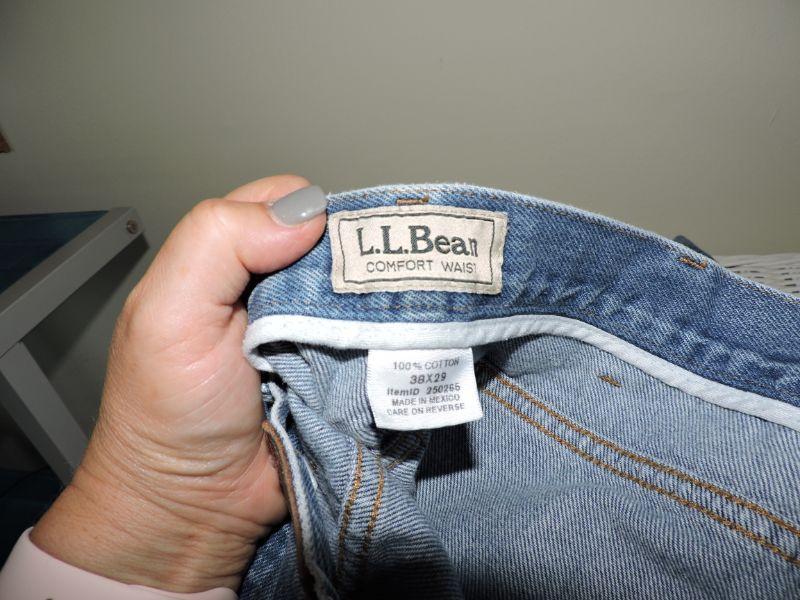 L.L.Bean
COMFORT WAIST
100% COTTON
38X29
ItemID 250265
MADE IN MEXICO
CARE ON REVERSE